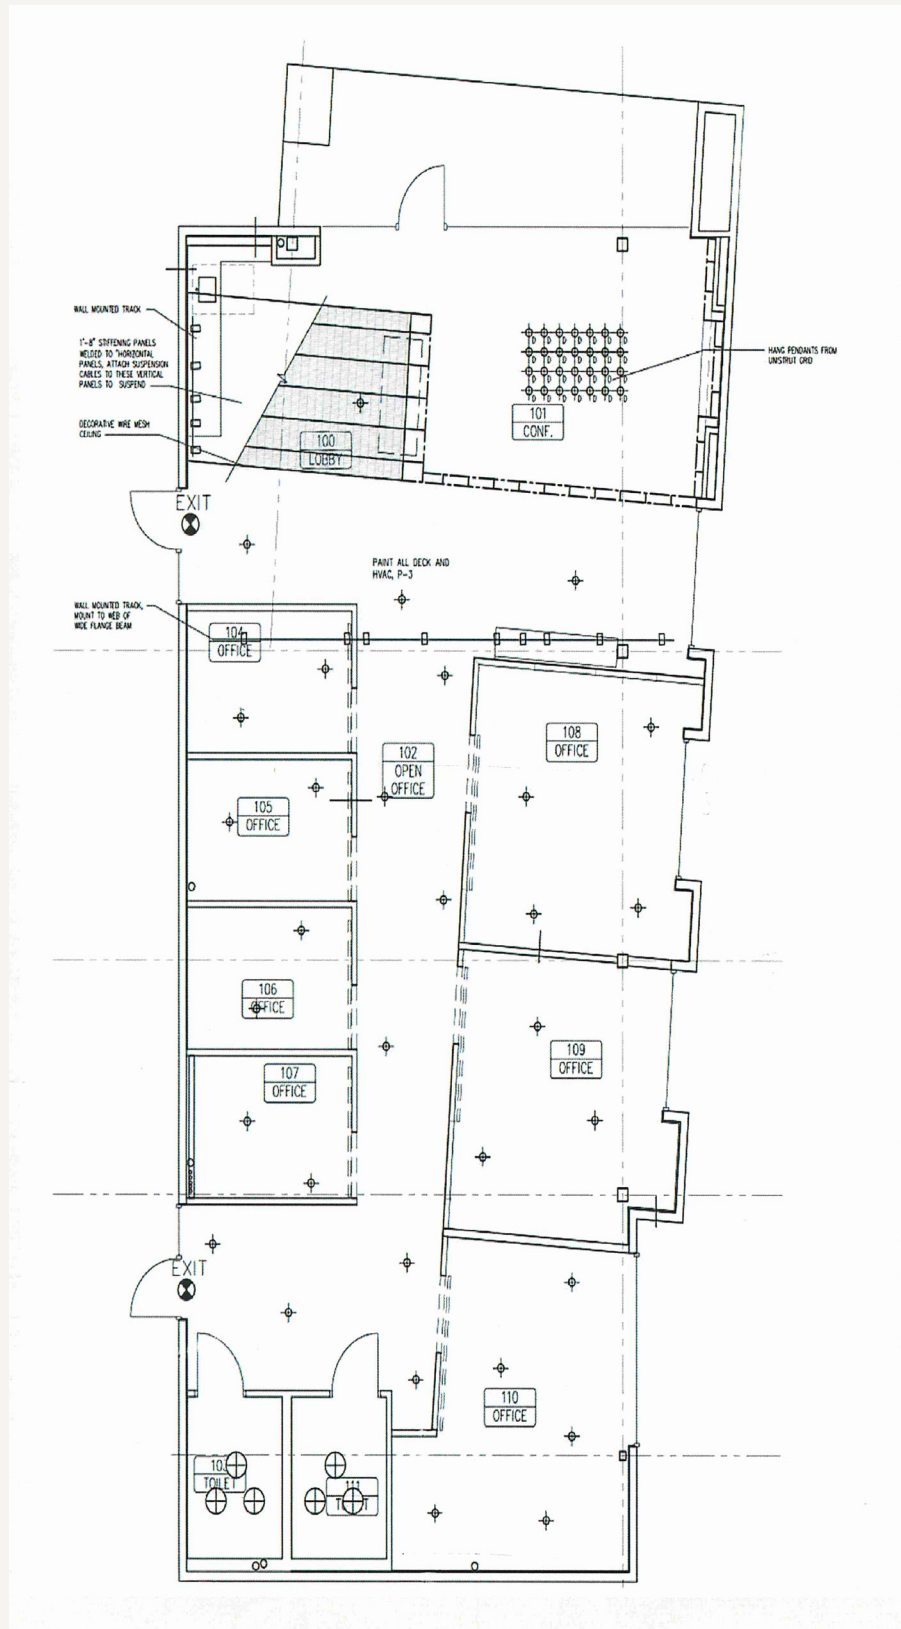 WALL MOUNTED TRACK
1'-8" STIFFENING PANELS
WELDED TO "HORIZONTAL
PANELS, ATTACH SUSPENSION
CABLES TO THESE VERTICAL
PANELS TO SUSPEND
DECORATIVE WIRE MESH
CEILING
HANG PENDANTS FROM
UNISTRUT GRID
101
CONF.
100
LOBBY
EXIT
PAINT ALL DECK AND
HVAC, P-3
WALL MOUNTED TRACK,
MOUNT TO WEB OF
WIDE FLANGE BEAM
104
OFFICE
108
OFFICE
102
OPEN
OFFICE
105
OFFICE
106
OFFICE
109
OFFICE
107
OFFICE
EXIT
110
OFFICE
103
TOILET
111